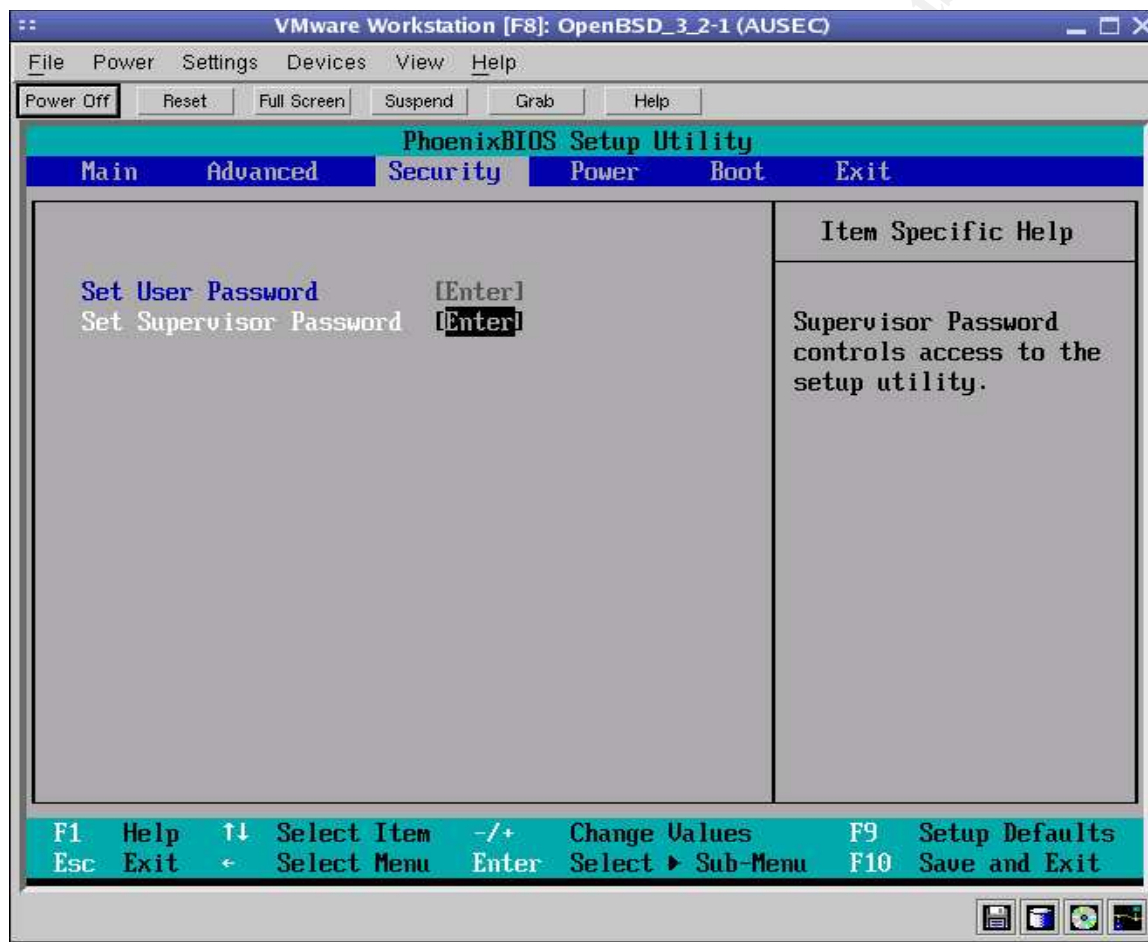 VMware Workstation [F8]: OpenBSD_3_2-1 (AUSEC)
File Power Settings Devices View Help
Power Off Reset Full Screen Suspend Grab Help
PhoenixBIOS Setup Utility
Main Advanced Security Power Boot Exit
Item Specific Help
Set User Password [Enter]
Set Supervisor Password [Enter]
Supervisor Password
controls access to the
setup utility.
F1 Help ↑↓ Select Item -/+ Change Values F9 Setup Defaults
Esc Exit ← Select Menu Enter Select ▶ Sub-Menu F10 Save and Exit